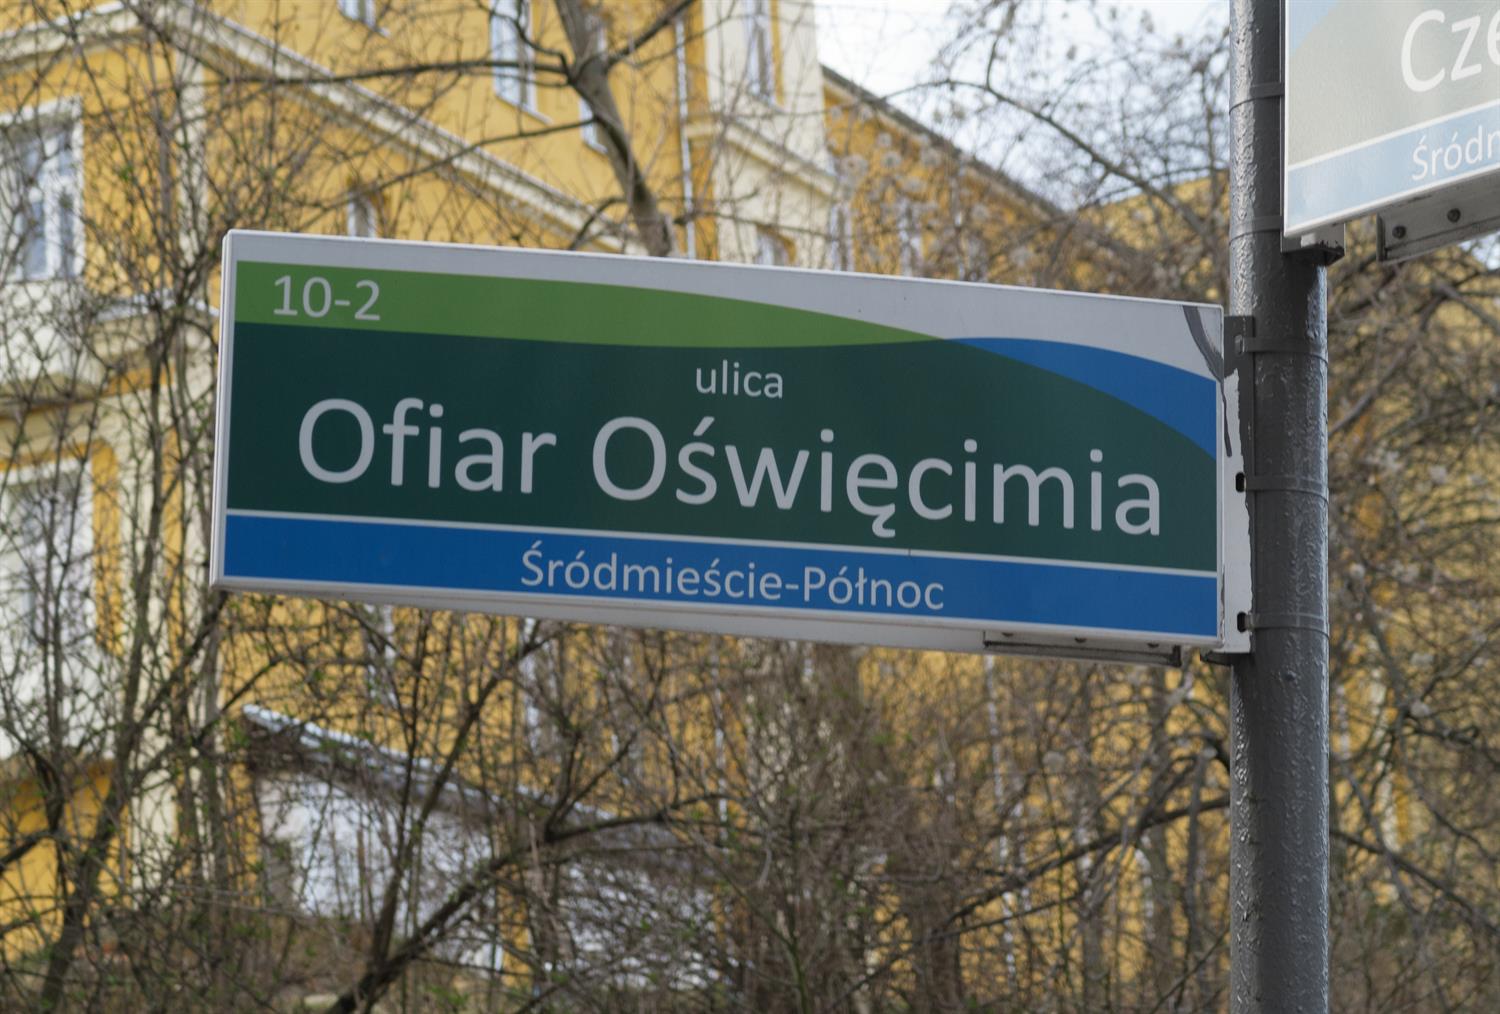 10-2
ulica
Ofiar Oświęcimia
Śródmieście-Północ